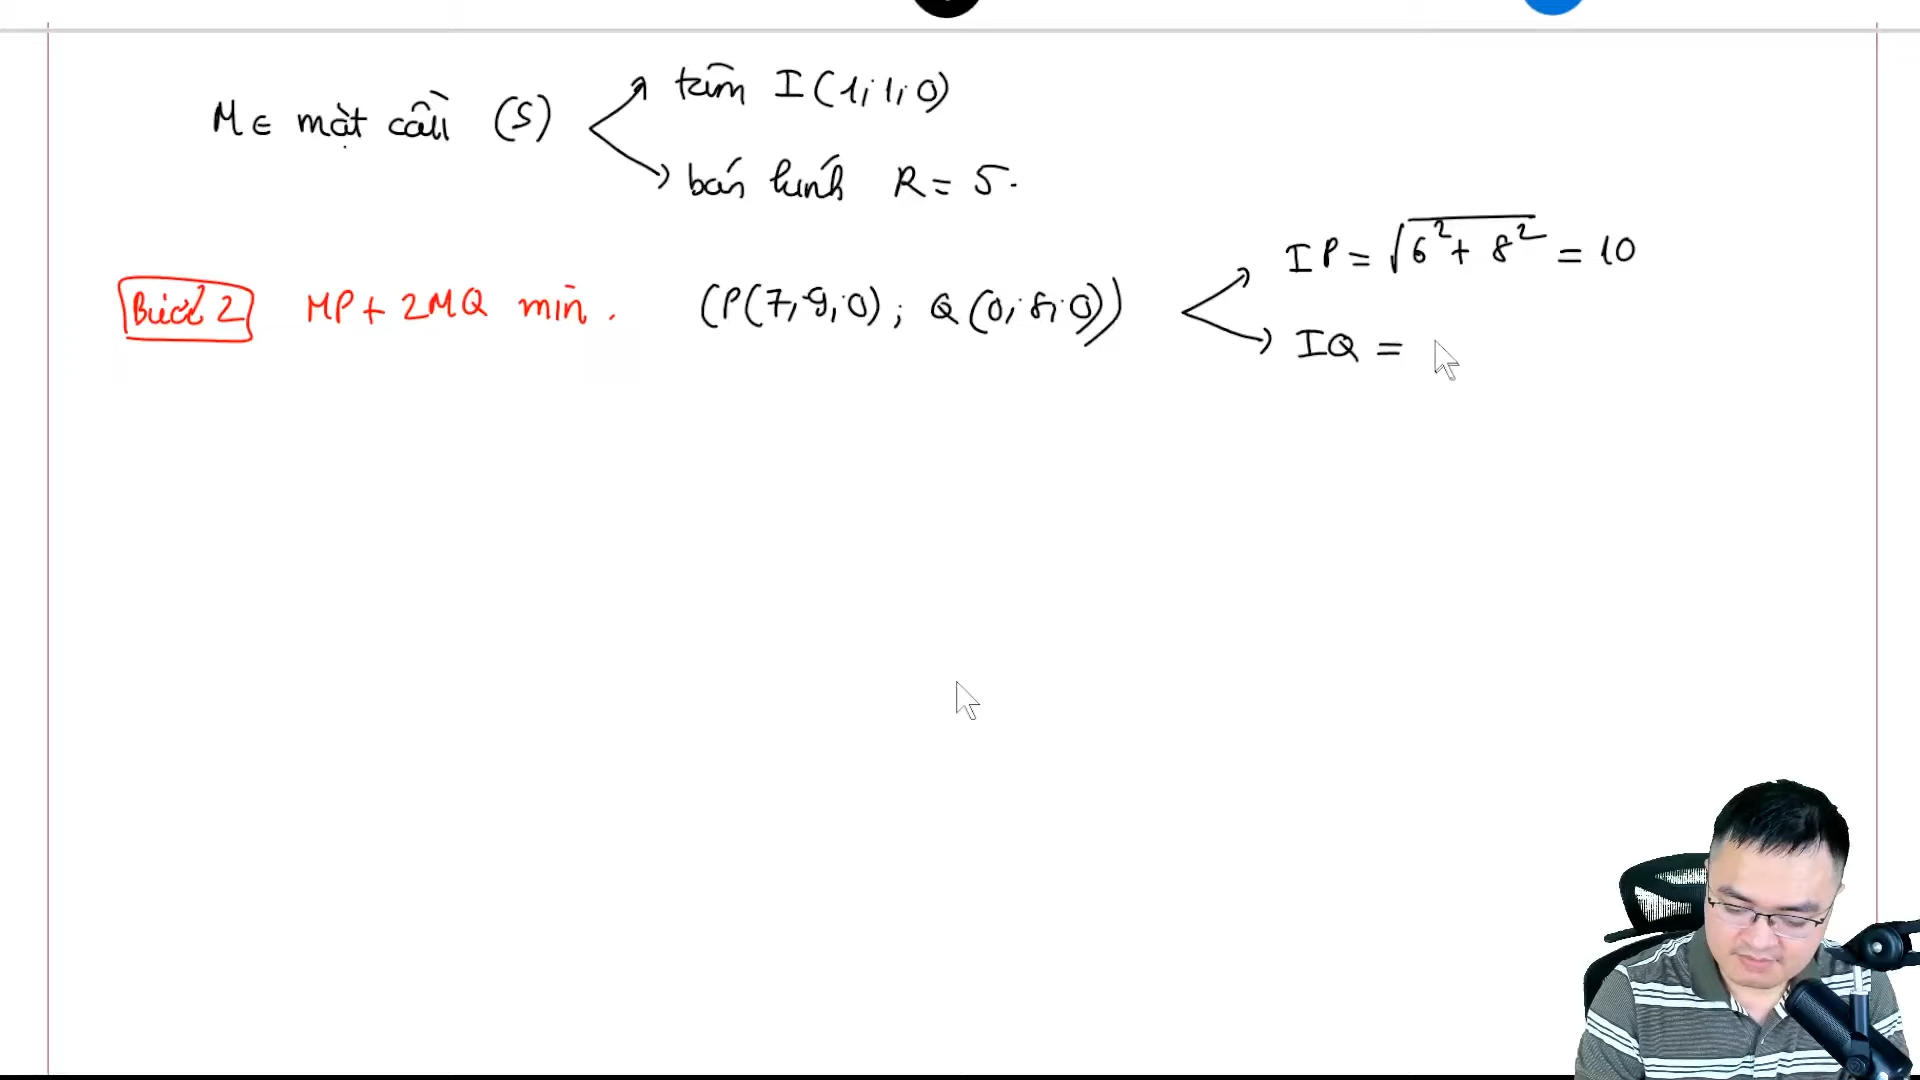 M ∈ mặt cầu (S)
tâm I(1; 1; 0)
bán kính R = 5.
Bước 2 MP + 2MQ min. (P(7; 9; 0); Q(0; 8; 0))
IP = √(6² + 8²) = 10
IQ =